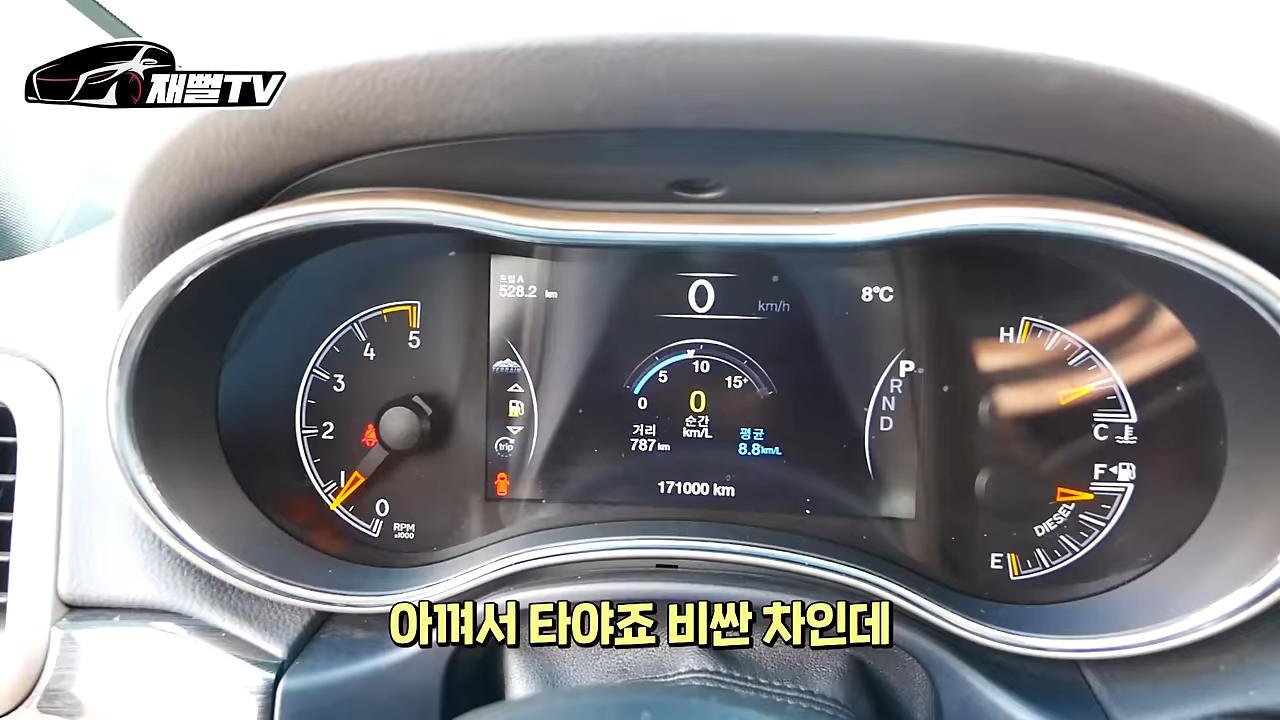 재뻘TV
트립 A
528.2 km
0
km/h
8°C
5
4
3
2
1
0
RPM
x1000
TERRAIN
trip
0
5
10
15+
0
순간
km/L
거리
787 km
평균
8.8 km/L
171000 km
P
R
N
D
H
C
F
DIESEL
E
아껴서 타야죠 비싼 차인데